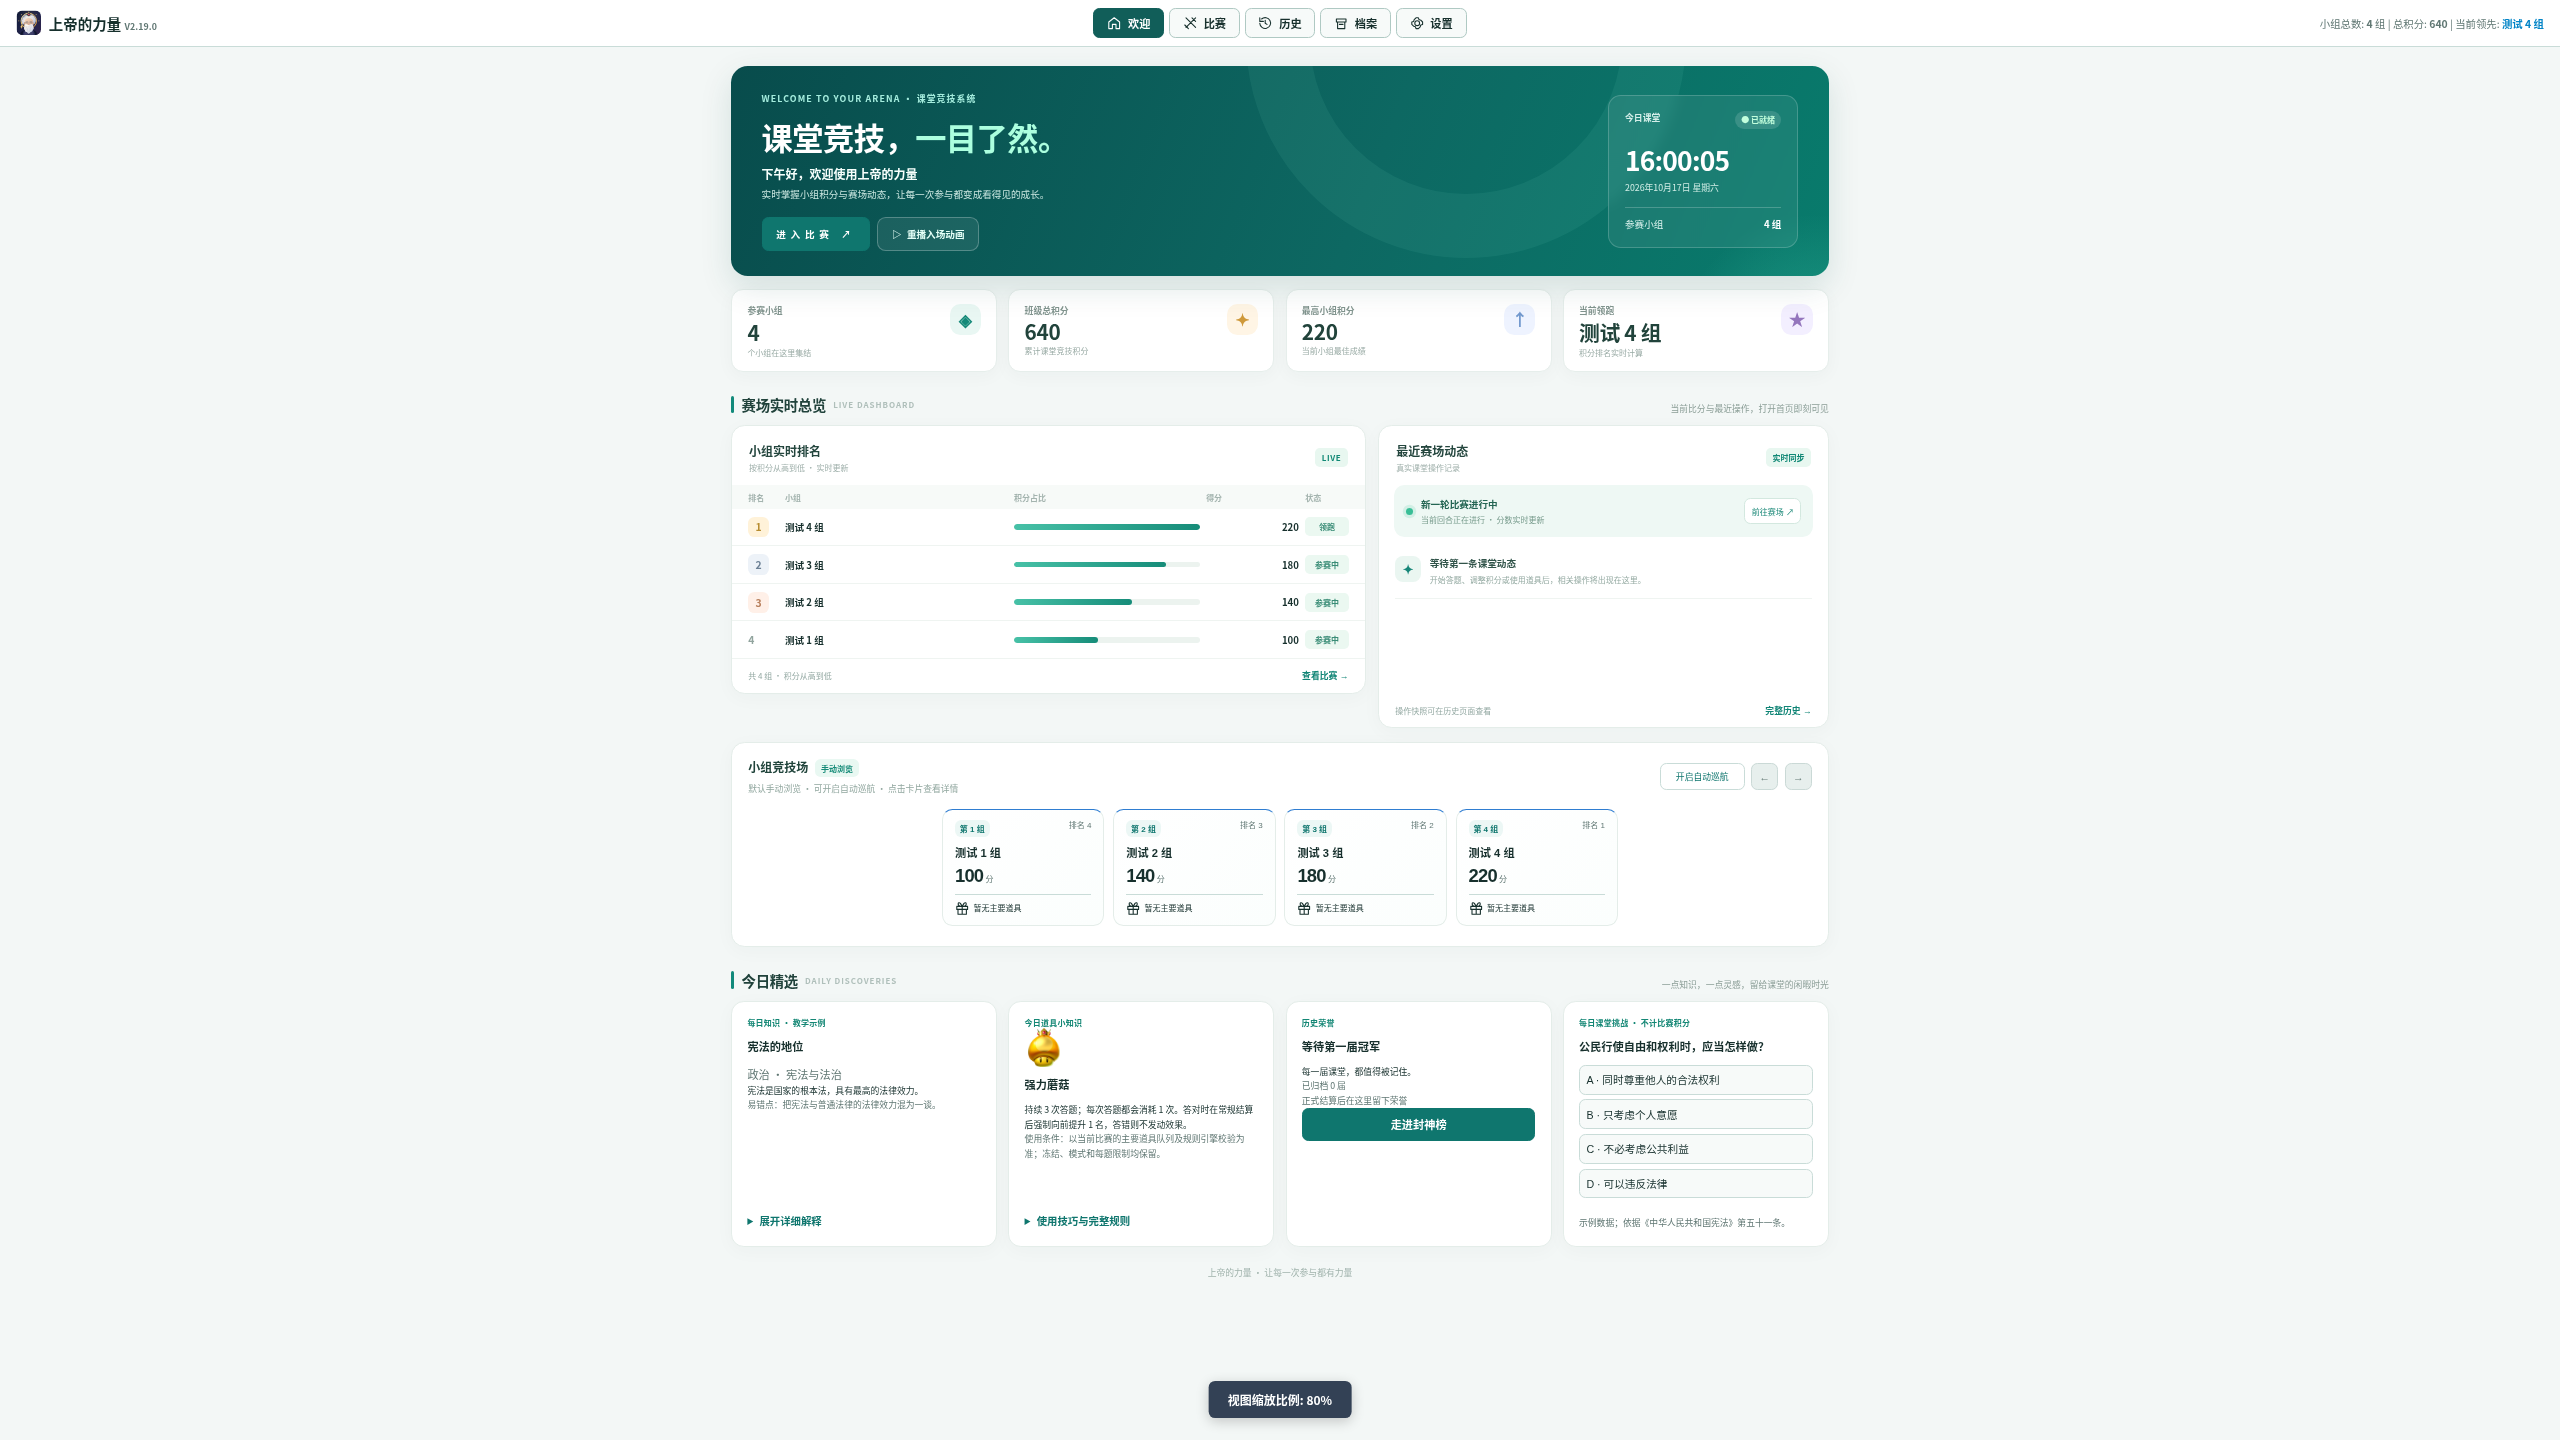 上帝的力量 V2.19.0
欢迎
比赛
历史
档案
设置
小组总数: 4 组 | 总积分: 640 | 当前领先: 测试 4 组
WELCOME TO YOUR ARENA · 课堂竞技系统
课堂竞技，一目了然。
下午好，欢迎使用上帝的力量
实时掌握小组积分与赛场动态，让每一次参与都变成看得见的成长。
进入比赛 ↗
▷ 重播入场动画
今日课堂
已就绪
16:00:05
2026年10月17日 星期六
参赛小组
4 组
参赛小组
4
个小组在这里集结
班级总积分
640
累计课堂竞技积分
最高小组积分
220
当前小组最佳成绩
当前领跑
测试 4 组
积分排名实时计算
赛场实时总览 LIVE DASHBOARD
当前比分与最近操作，打开首页即刻可见
小组实时排名
按积分从高到低 · 实时更新
LIVE
排名 小组 积分占比 得分 状态
1 测试 4 组 220 领跑
2 测试 3 组 180 参赛中
3 测试 2 组 140 参赛中
4 测试 1 组 100 参赛中
共 4 组 · 积分从高到低
查看比赛 →
最近赛场动态
真实课堂操作记录
实时同步
新一轮比赛进行中
当前回合正在进行 · 分数实时更新
前往赛场 ↗
等待第一条课堂动态
开始答题、调整积分或使用道具后，相关操作将出现在这里。
操作快照可在历史页面查看
完整历史 →
小组竞技场 手动浏览
默认手动浏览 · 可开启自动巡航 · 点击卡片查看详情
开启自动巡航
←
→
第 1 组 排名 4
测试 1 组
100 分
暂无主要道具
第 2 组 排名 3
测试 2 组
140 分
暂无主要道具
第 3 组 排名 2
测试 3 组
180 分
暂无主要道具
第 4 组 排名 1
测试 4 组
220 分
暂无主要道具
今日精选 DAILY DISCOVERIES
一点知识，一点灵感，留给课堂的闲暇时光
每日知识 · 教学示例
宪法的地位
政治 · 宪法与法治
宪法是国家的根本法，具有最高的法律效力。
易错点：把宪法与普通法律的法律效力混为一谈。
▶ 展开详细解释
今日道具小知识
强力蘑菇
持续 3 次答题；每次答题都会消耗 1 次。答对时在常规结算
后强制向前提升 1 名，答错则不发动效果。
使用条件：以当前比赛的主要道具队列及规则引擎校验为
准；冻结、模式和每题限制均保留。
▶ 使用技巧与完整规则
历史荣誉
等待第一届冠军
每一届课堂，都值得被记住。
已归档 0 届
正式结算后在这里留下荣誉
走进封神榜
每日课堂挑战 · 不计比赛积分
公民行使自由和权利时，应当怎样做？
A · 同时尊重他人的合法权利
B · 只考虑个人意愿
C · 不必考虑公共利益
D · 可以违反法律
示例数据；依据《中华人民共和国宪法》第五十一条。
上帝的力量 · 让每一次参与都有力量
视图缩放比例: 80%